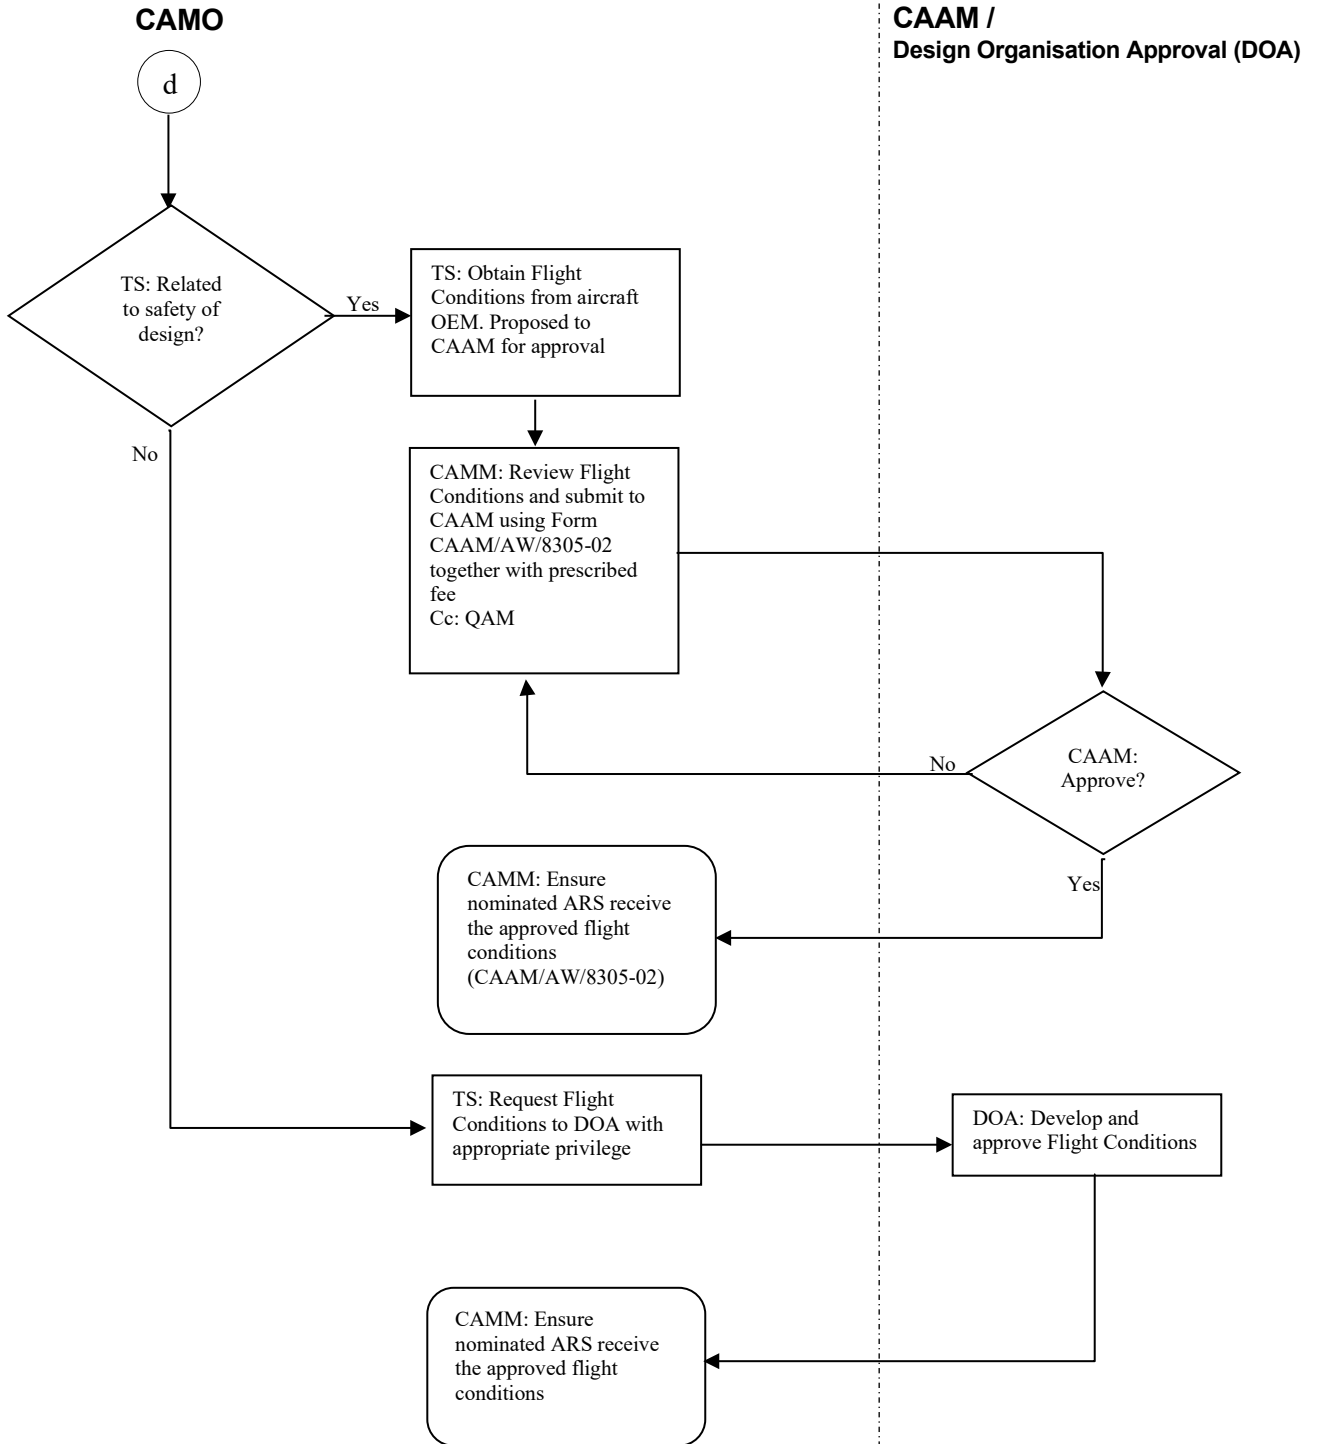 CAMO
CAAM /
Design Organisation Approval (DOA)
d
TS: Related
to safety of
design?
Yes
TS: Obtain Flight
Conditions from aircraft
OEM. Proposed to
CAAM for approval
No
CAMM: Review Flight
Conditions and submit to
CAAM using Form
CAAM/AW/8305-02
together with prescribed
fee
Cc: QAM
No
CAAM:
Approve?
Yes
CAMM: Ensure
nominated ARS receive
the approved flight
conditions
(CAAM/AW/8305-02)
TS: Request Flight
Conditions to DOA with
appropriate privilege
DOA: Develop and
approve Flight Conditions
CAMM: Ensure
nominated ARS receive
the approved flight
conditions